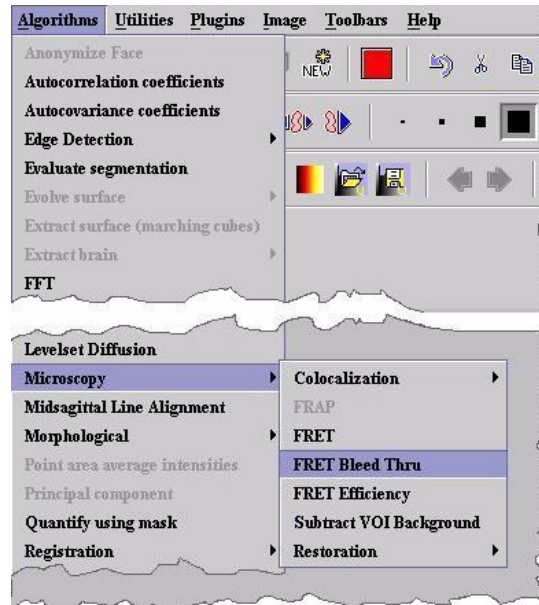 Algorithms Utilities Plugins Image Toolbars Help
Anonymize Face
Autocorrelation coefficients
Autocovariance coefficients
Edge Detection
Evaluate segmentation
Evolve surface
Extract surface (marching cubes)
Extract brain
FFT
NEW
Levelset Diffusion
Microscopy
Midsagittal Line Alignment
Morphological
Point area average intensities
Principal component
Quantify using mask
Registration
Colocalization
FRAP
FRET
FRET Bleed Thru
FRET Efficiency
Subtract VOI Background
Restoration